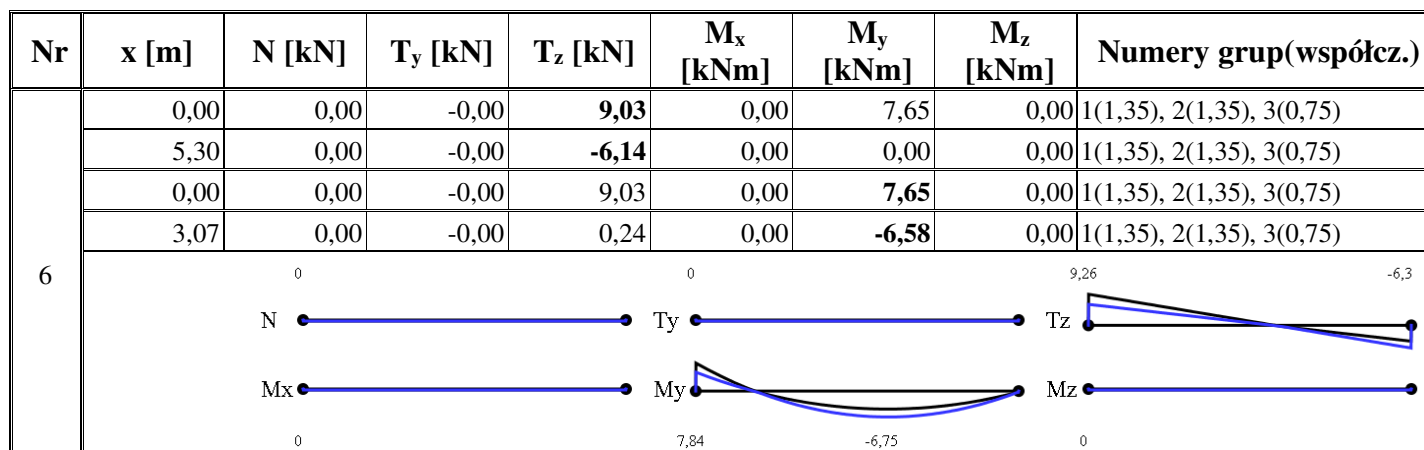 Nr x [m] N [kN] Ty [kN] Tz [kN] Mx [kNm] My [kNm] Mz [kNm] Numery grup(współcz.)
0,00 0,00 -0,00 9,03 0,00 7,65 0,00 1(1,35), 2(1,35), 3(0,75)
5,30 0,00 -0,00 -6,14 0,00 0,00 0,00 1(1,35), 2(1,35), 3(0,75)
0,00 0,00 -0,00 9,03 0,00 7,65 0,00 1(1,35), 2(1,35), 3(0,75)
3,07 0,00 -0,00 0,24 0,00 -6,58 0,00 1(1,35), 2(1,35), 3(0,75)
6
0 0 9,26 -6,3
N Ty Tz
Mx My Mz
0 7,84 -6,75 0